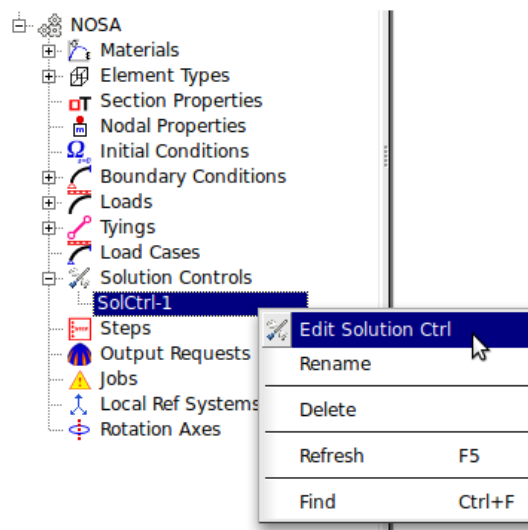 NOSA
Materials
Element Types
Section Properties
Nodal Properties
Initial Conditions
Boundary Conditions
Loads
Tyings
Load Cases
Solution Controls
SolCtrl-1
Edit Solution Ctrl
Steps
Rename
Output Requests
Jobs
Delete
Local Ref Systems
Rotation Axes
Refresh F5
Find Ctrl+F